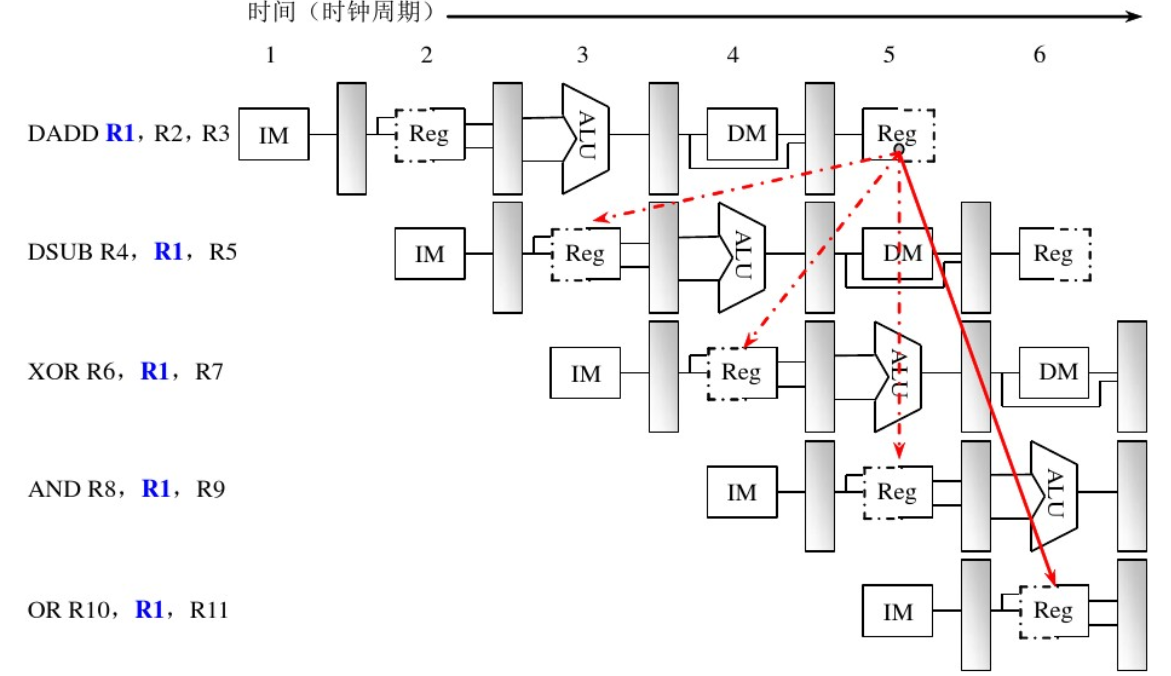 时间（时钟周期）
1 2 3 4 5 6
DADD R1，R2，R3 IM Reg ALU DM Reg
DSUB R4，R1，R5 IM Reg ALU DM Reg
XOR R6，R1，R7 IM Reg ALU DM
AND R8，R1，R9 IM Reg ALU
OR R10，R1，R11 IM Reg